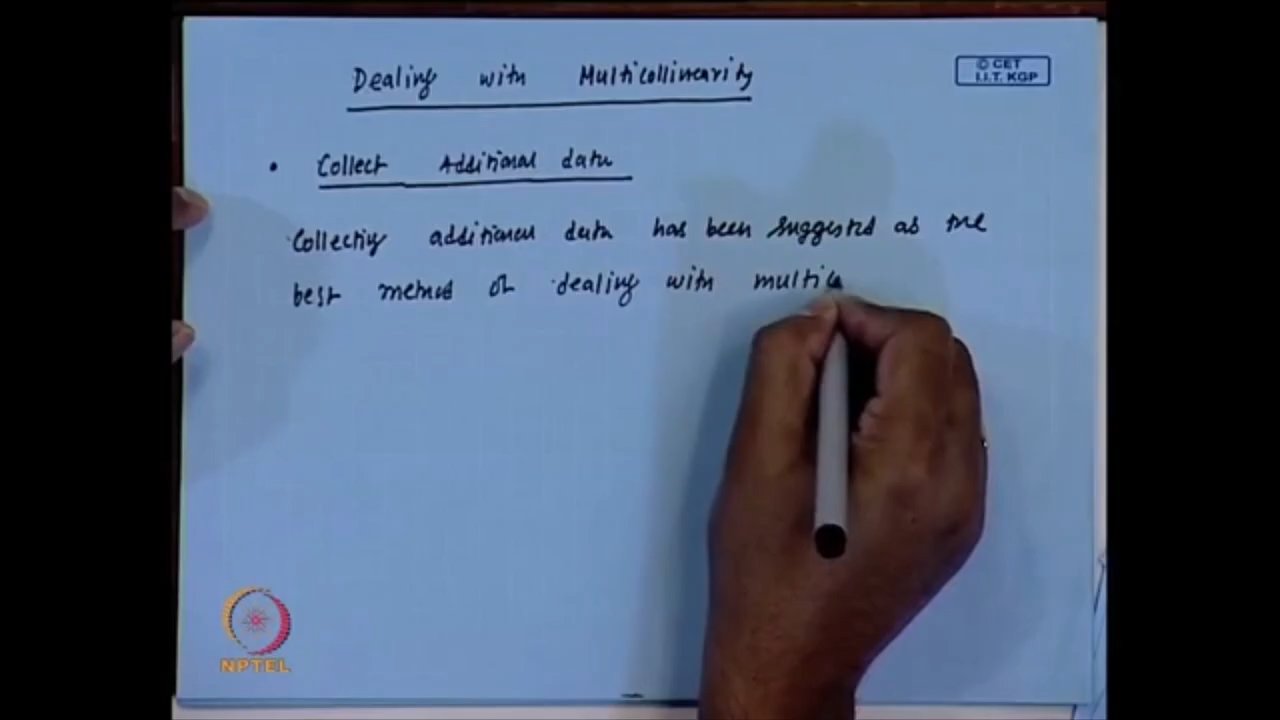 Dealing with Multicollinearity
© CET
I.I.T. KGP
• Collect Additional data
Collecting additional data has been suggested as the
best method of dealing with multico
NPTEL